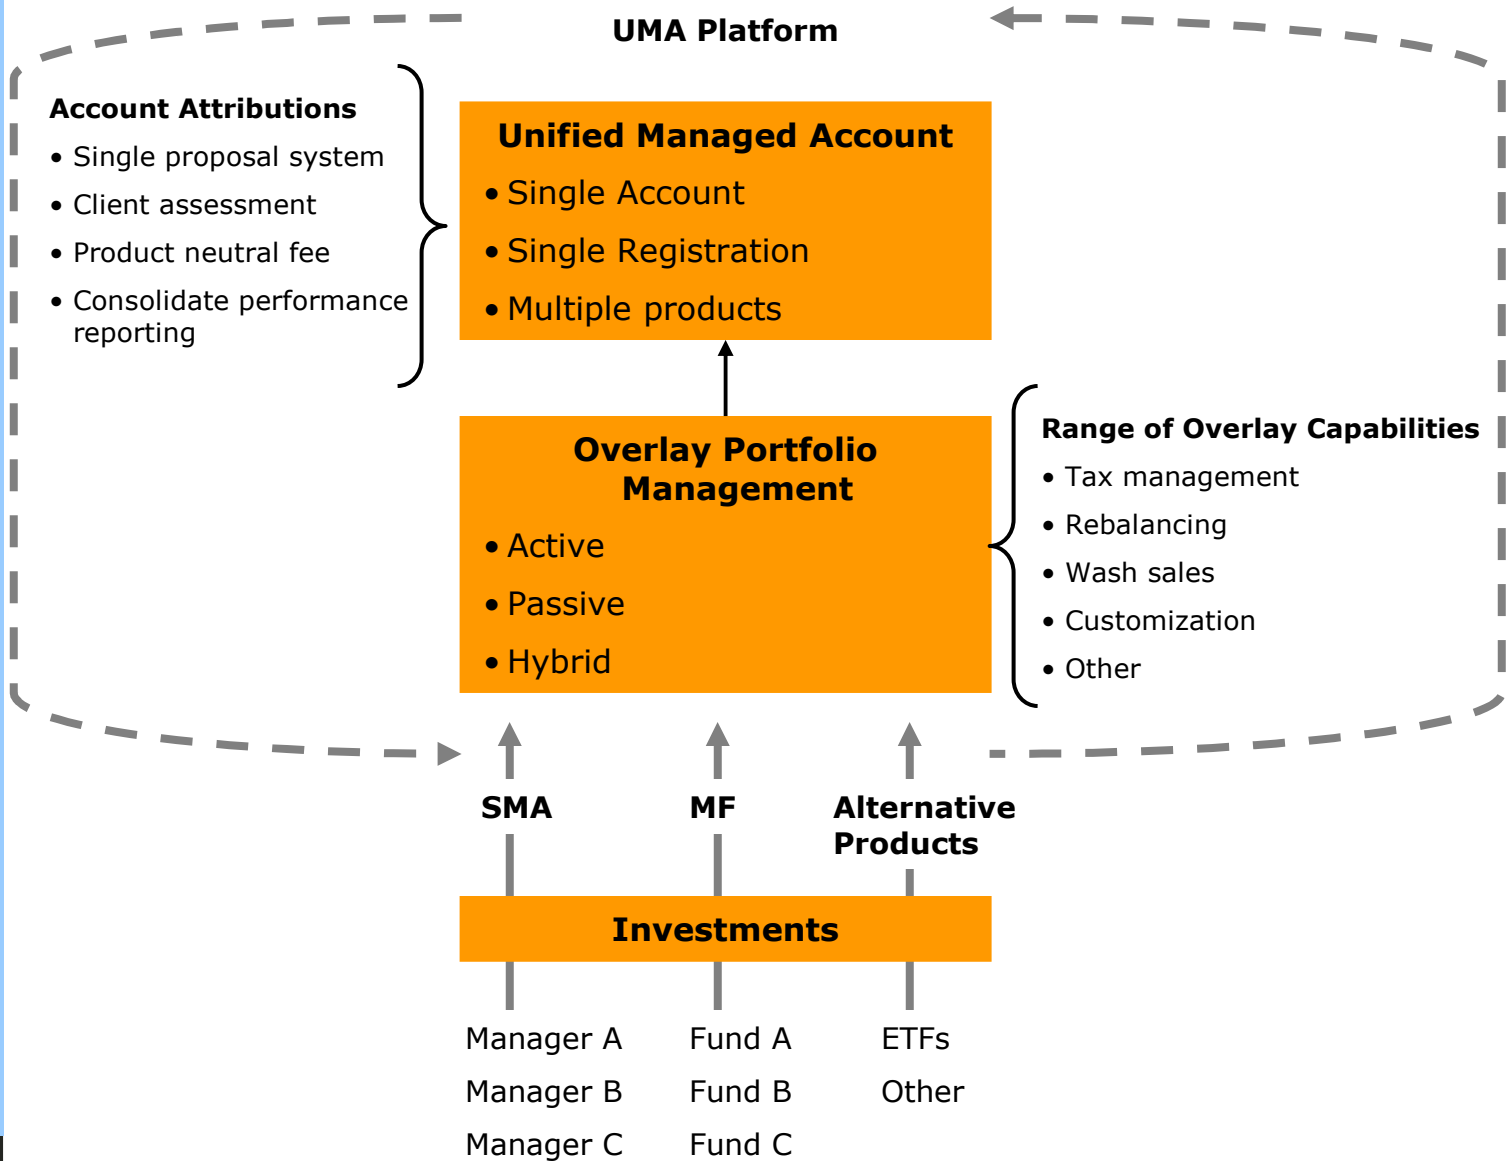 UMA Platform
Account Attributions
• Single proposal system
• Client assessment
• Product neutral fee
• Consolidate performance
reporting
Unified Managed Account
• Single Account
• Single Registration
• Multiple products
Overlay Portfolio
Management
• Active
• Passive
• Hybrid
Range of Overlay Capabilities
• Tax management
• Rebalancing
• Wash sales
• Customization
• Other
SMA
MF
Alternative
Products
Investments
Manager A
Manager B
Manager C
Fund A
Fund B
Fund C
ETFs
Other